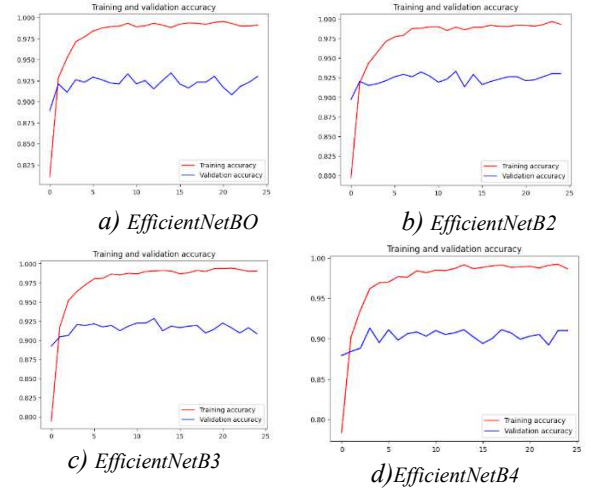 Training and validation accuracy
1.000
0.975
0.950
0.925
0.900
0.875
0.850
0.825
Training accuracy
Validation accuracy
0 5 10 15 20 25
a) EfficientNetBO
Training and validation accuracy
1.000
0.975
0.950
0.925
0.900
0.875
0.850
0.825
0.800
Training accuracy
Validation accuracy
0 5 10 15 20 25
b) EfficientNetB2
Training and validation accuracy
1.000
0.975
0.950
0.925
0.900
0.875
0.850
0.825
0.800
Training accuracy
Validation accuracy
0 5 10 15 20 25
c) EfficientNetB3
Training and validation accuracy
1.00
0.95
0.90
0.85
0.80
Training accuracy
Validation accuracy
0 5 10 15 20 25
d)EfficientNetB4